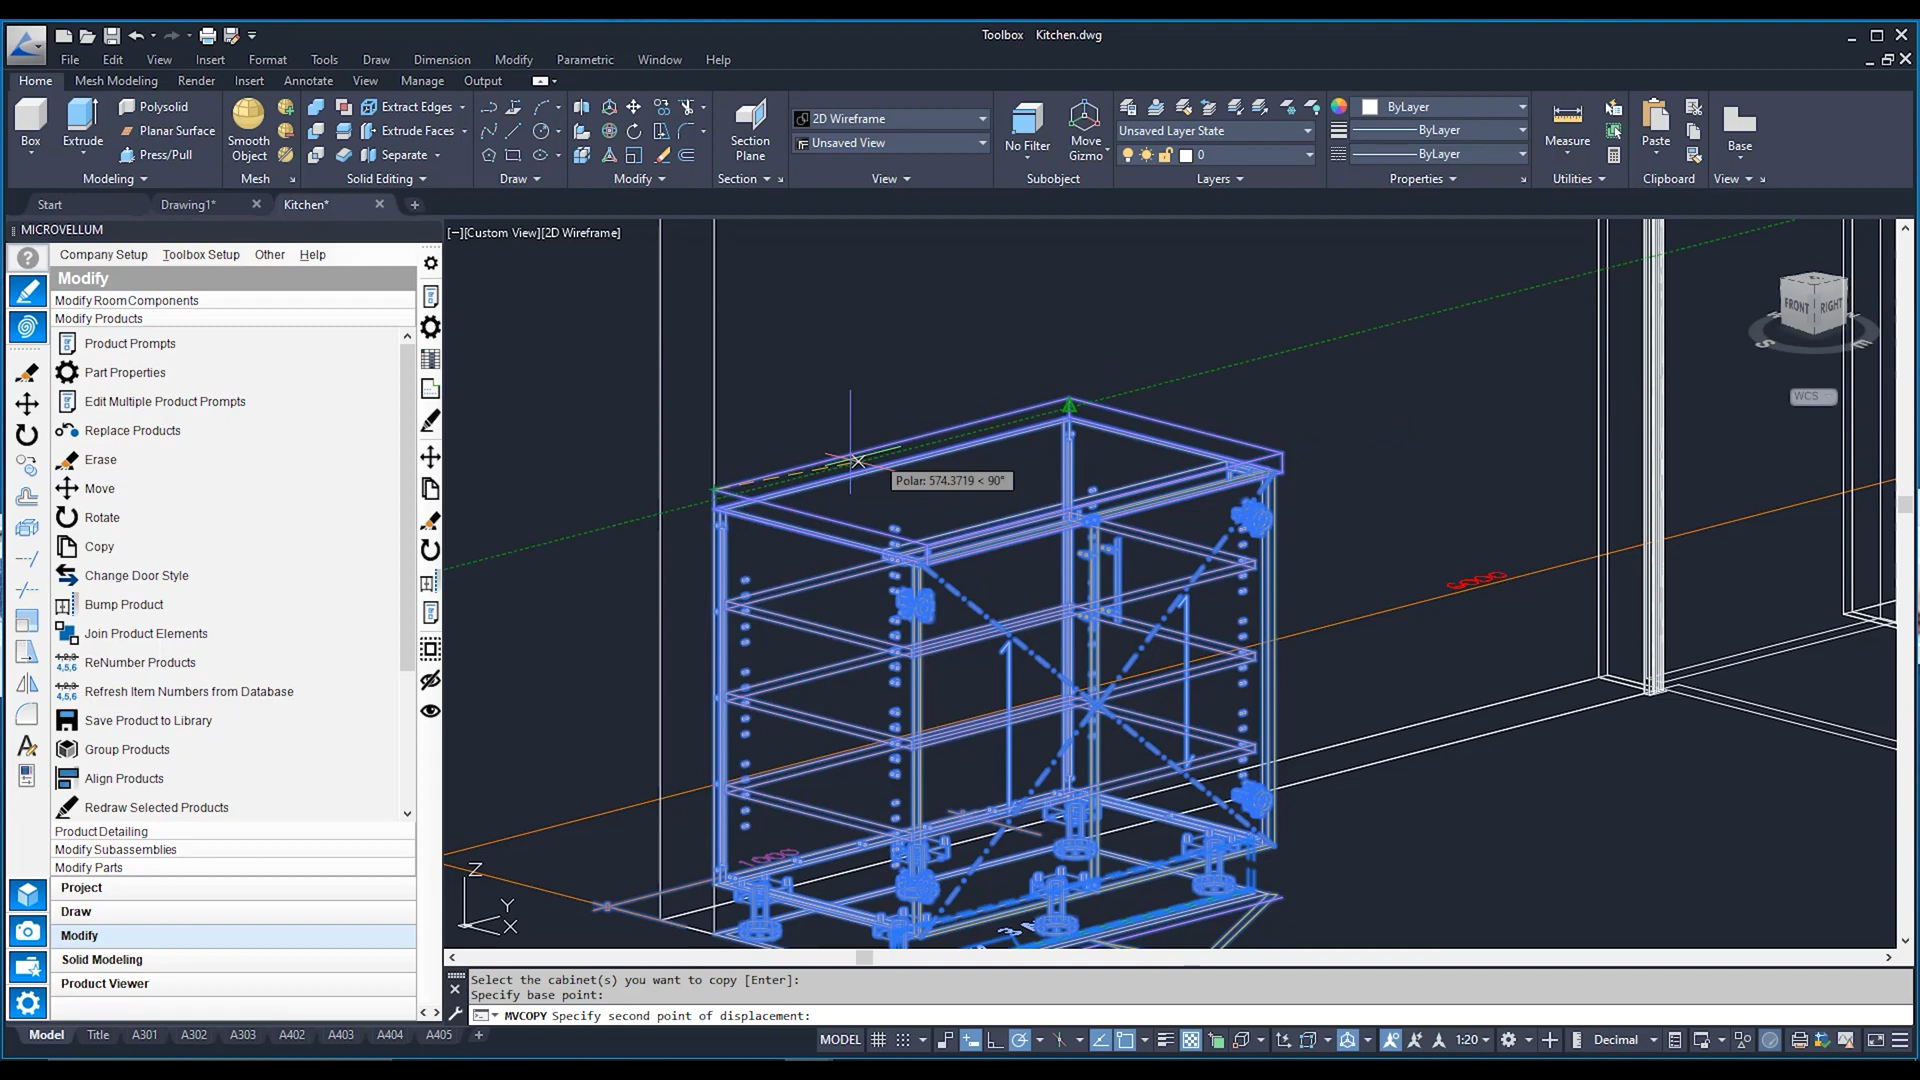 Toolbox Kitchen.dwg
File Edit View Insert Format Tools Draw Dimension Modify Parametric Window Help
Home Mesh Modeling Render Insert Annotate View Manage Output
Box
Extrude
Polysolid
Planar Surface
Press/Pull
Smooth Object
Extract Edges
Extrude Faces
Separate
Section Plane
2D Wireframe
Unsaved View
No Filter
Move Gizmo
Unsaved Layer State
0
ByLayer
ByLayer
ByLayer
Measure
Paste
Base
Modeling Mesh Solid Editing Draw Modify Section View Subobject Layers Properties Utilities Clipboard View
Start Drawing1* Kitchen*
MICROVELLUM
Company Setup Toolbox Setup Other Help
Modify
Modify Room Components
Modify Products
Product Prompts
Part Properties
Edit Multiple Product Prompts
Replace Products
Erase
Move
Rotate
Copy
Change Door Style
Bump Product
Join Product Elements
ReNumber Products
Refresh Item Numbers from Database
Save Product to Library
Group Products
Align Products
Redraw Selected Products
Product Detailing
Modify Subassemblies
Modify Parts
Project
Draw
Modify
Solid Modeling
Product Viewer
[−][Custom View][2D Wireframe]
FRONT RIGHT
S E
WCS
Polar: 574.3719 < 90°
6000
1000
Z
Y
X
Select the cabinet(s) you want to copy [Enter]:
Specify base point:
MVCOPY Specify second point of displacement:
Model Title A301 A302 A303 A402 A403 A404 A405
MODEL 1:20 Decimal